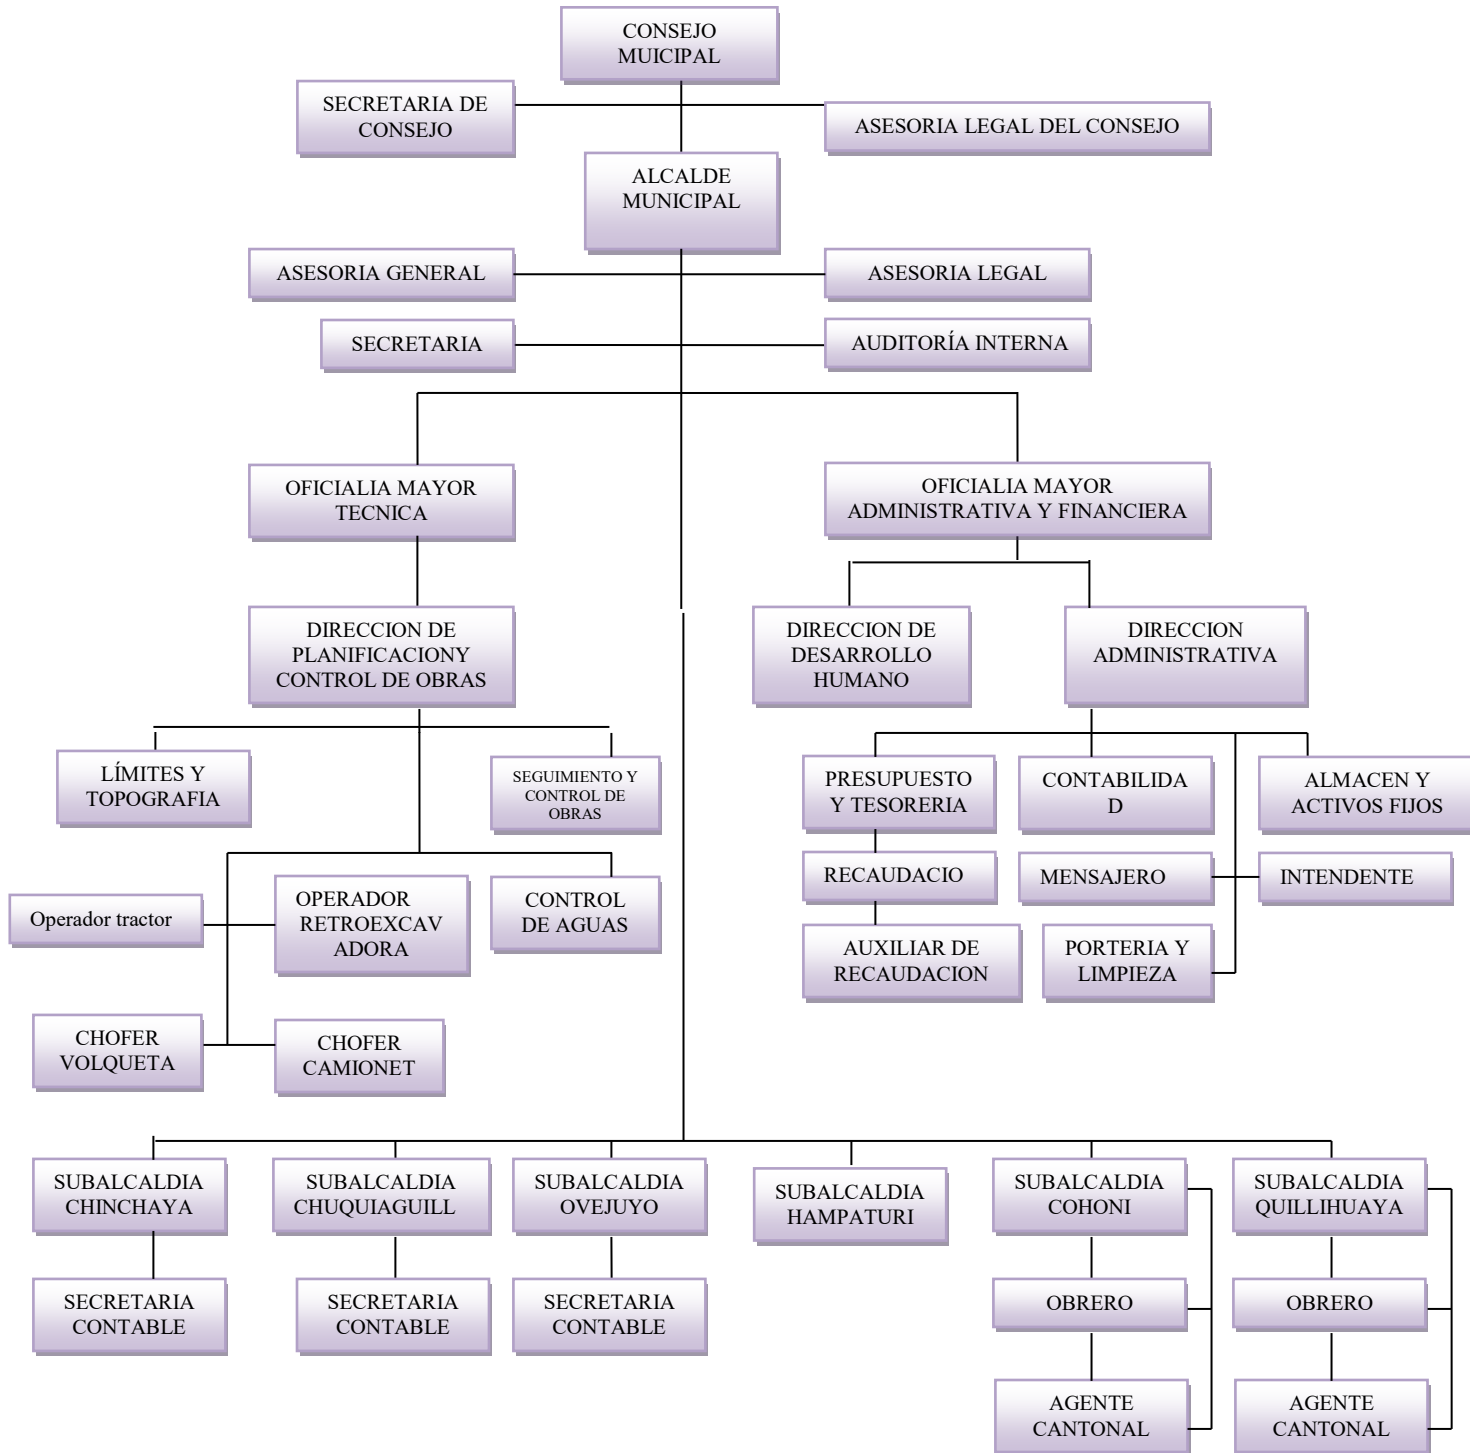 CONSEJO
MUICIPAL
SECRETARIA DE
CONSEJO
ASESORIA LEGAL DEL CONSEJO
ALCALDE
MUNICIPAL
ASESORIA GENERAL
ASESORIA LEGAL
SECRETARIA
AUDITORÍA INTERNA
OFICIALIA MAYOR
TECNICA
OFICIALIA MAYOR
ADMINISTRATIVA Y FINANCIERA
DIRECCION DE
PLANIFICACIONY
CONTROL DE OBRAS
DIRECCION DE
DESARROLLO
HUMANO
DIRECCION
ADMINISTRATIVA
LÍMITES Y
TOPOGRAFIA
SEGUIMIENTO Y
CONTROL DE
OBRAS
PRESUPUESTO
Y TESORERIA
CONTABILIDA
D
ALMACEN Y
ACTIVOS FIJOS
Operador tractor
OPERADOR
RETROEXCAV
ADORA
CONTROL
DE AGUAS
RECAUDACIO
MENSAJERO
INTENDENTE
AUXILIAR DE
RECAUDACION
PORTERIA Y
LIMPIEZA
CHOFER
VOLQUETA
CHOFER
CAMIONET
SUBALCALDIA
CHINCHAYA
SUBALCALDIA
CHUQUIAGUILL
SUBALCALDIA
OVEJUYO
SUBALCALDIA
HAMPATURI
SUBALCALDIA
COHONI
SUBALCALDIA
QUILLIHUAYA
SECRETARIA
CONTABLE
SECRETARIA
CONTABLE
SECRETARIA
CONTABLE
OBRERO
OBRERO
AGENTE
CANTONAL
AGENTE
CANTONAL